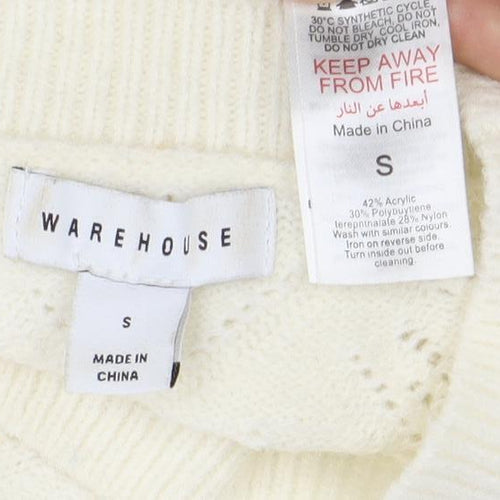 30°C SYNTHETIC CYCLE,
DO NOT BLEACH, DO NOT
TUMBLE DRY, COOL IRON,
DO NOT DRY CLEAN
KEEP AWAY
FROM FIRE
أبعدها عن النار
Made in China
S
42% Acrylic
30% Polybutylene
terephthalate 28% Nylon
Wash with similar colours.
Iron on reverse side.
Turn inside out before
cleaning.
WAREHOUSE
S
MADE IN
CHINA